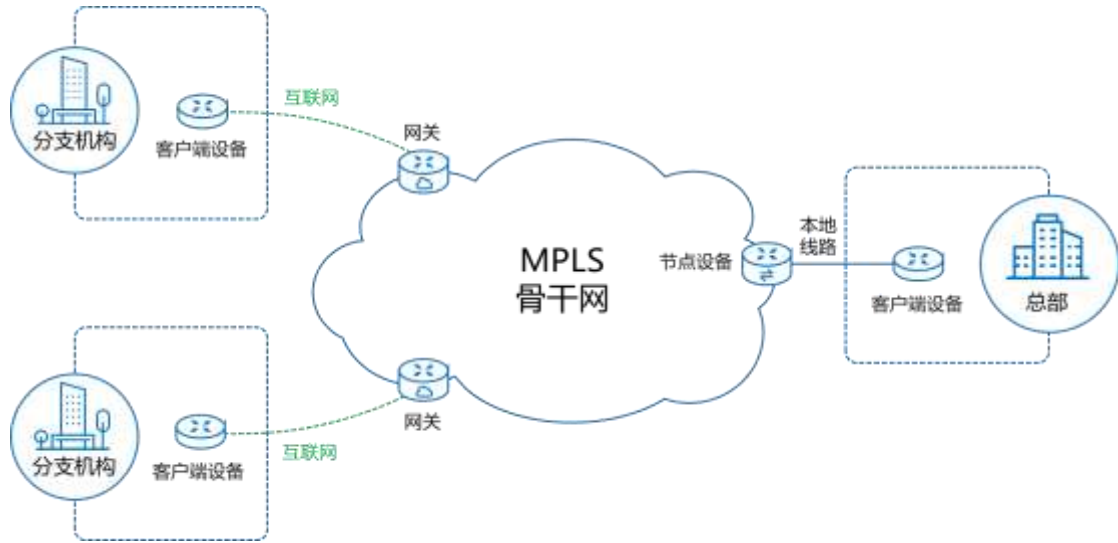 分支机构
客户端设备
互联网
网关
MPLS
骨干网
节点设备
本地
线路
客户端设备
总部
分支机构
客户端设备
互联网
网关